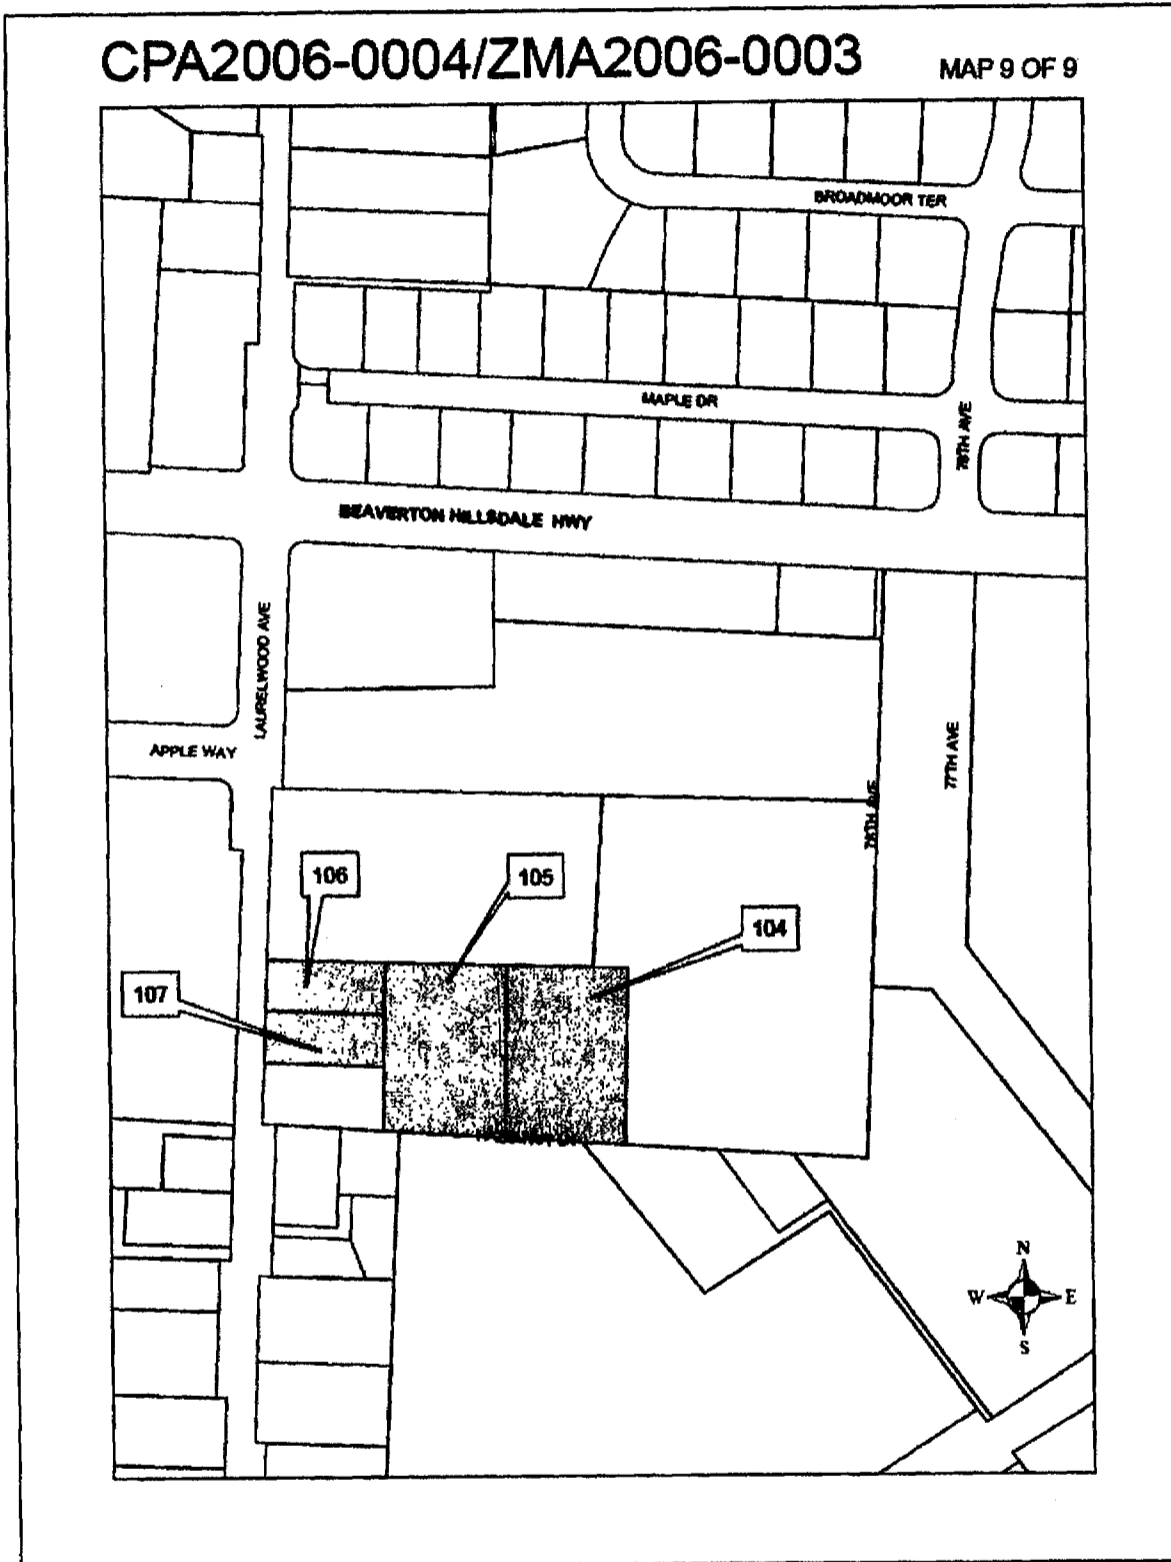 CPA2006-0004/ZMA2006-0003
MAP 9 OF 9
BROADMOOR TER
MAPLE DR
78TH AVE
BEAVERTON HILLSDALE HWY
LAURELWOOD AVE
APPLE WAY
77TH AVE
78TH AVE
106
105
104
107
N
W
E
S